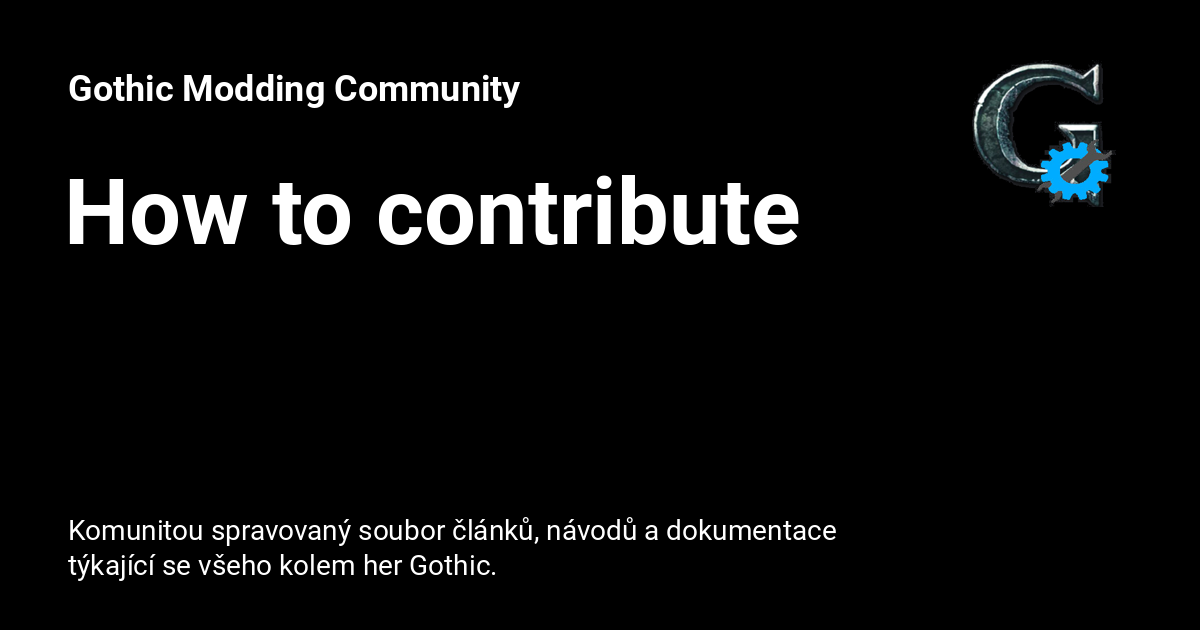 Gothic Modding Community
How to contribute
Komunitou spravovaný soubor článků, návodů a dokumentace
týkající se všeho kolem her Gothic.